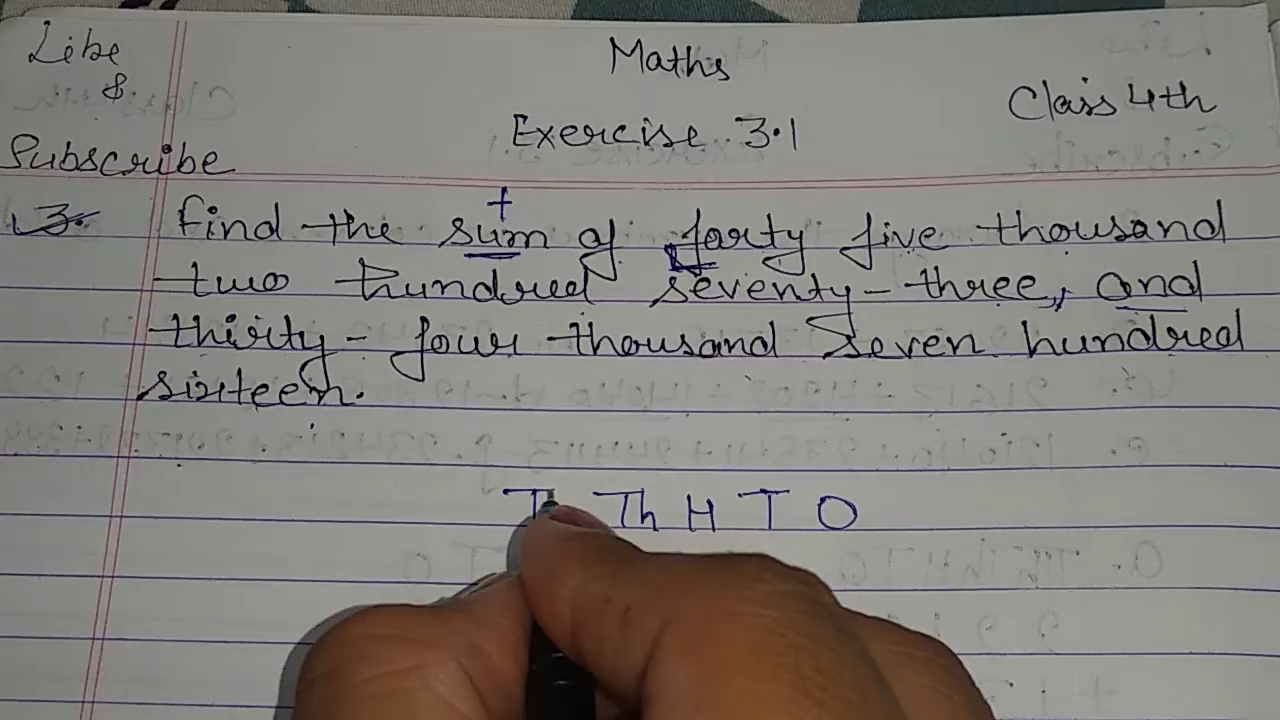 Like
&
Subscribe
Maths
Class 4th
Exercise 3.1
3. find the sum of forty five thousand
+
two hundred seventy-three, and
thirty-four thousand seven hundred
sixteen.
T Th H T O